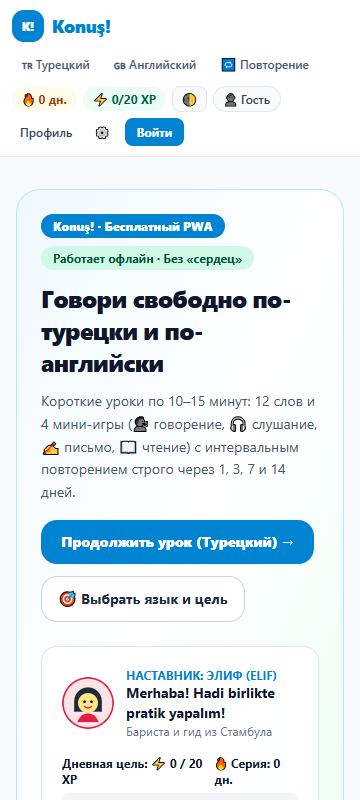 K! Konuş!
TR Турецкий GB Английский 🔁 Повторение
🔥 0 дн. ⚡ 0/20 XP 🌓 👤 Гость
Профиль ⚙ Войти
Konuş! · Бесплатный PWA
Работает офлайн · Без «сердец»
Говори свободно по-
турецки и по-
английски
Короткие уроки по 10–15 минут: 12 слов и
4 мини-игры (🗣 говорение, 🎧 слушание,
✍ письмо, 📖 чтение) с интервальным
повторением строго через 1, 3, 7 и 14
дней.
Продолжить урок (Турецкий) →
🎯 Выбрать язык и цель
НАСТАВНИК: ЭЛИФ (ELIF)
Merhaba! Hadi birlikte
pratik yapalım!
Бариста и гид из Стамбула
Дневная цель: ⚡ 0 / 20
XP
🔥 Серия: 0
дн.